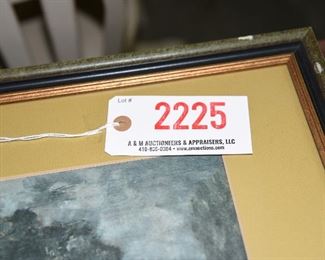 Lot #
2225
A & M AUCTIONEERS & APPRAISERS, LLC